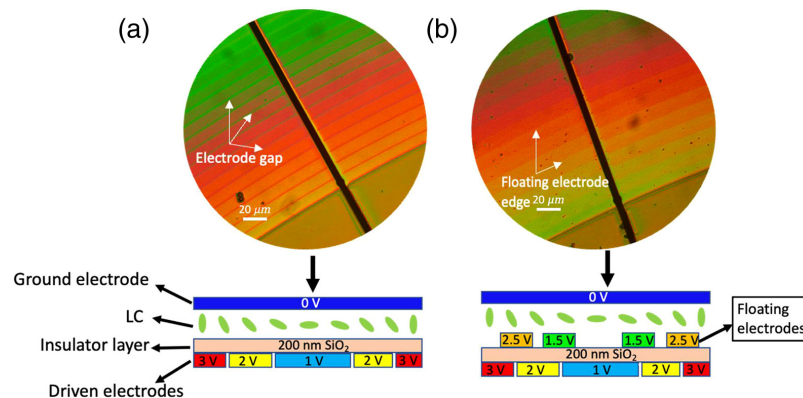 (a)
(b)
Electrode gap
20 μm
Floating electrode
edge
20 μm
Ground electrode
0 V
LC
Insulator layer
200 nm SiO₂
3 V
2 V
1 V
2 V
3 V
Driven electrodes
0 V
2.5 V
1.5 V
1.5 V
2.5 V
200 nm SiO₂
3 V
2 V
1 V
2 V
3 V
Floating
electrodes